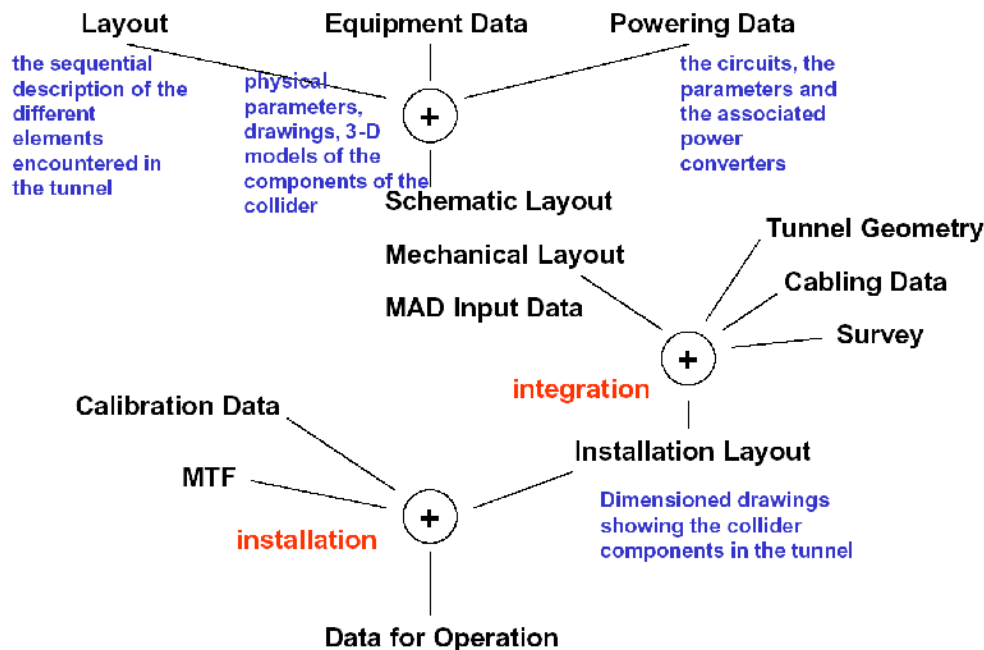 Layout
Equipment Data
Powering Data
the sequential
description of the
different
elements
encountered in
the tunnel
physical
parameters,
drawings, 3-D
models of the
components of the
collider
the circuits, the
parameters and
the associated
power
converters
+
Schematic Layout
Mechanical Layout
MAD Input Data
Tunnel Geometry
Cabling Data
Survey
+
integration
Calibration Data
MTF
Installation Layout
+
installation
Dimensioned drawings
showing the collider
components in the tunnel
Data for Operation